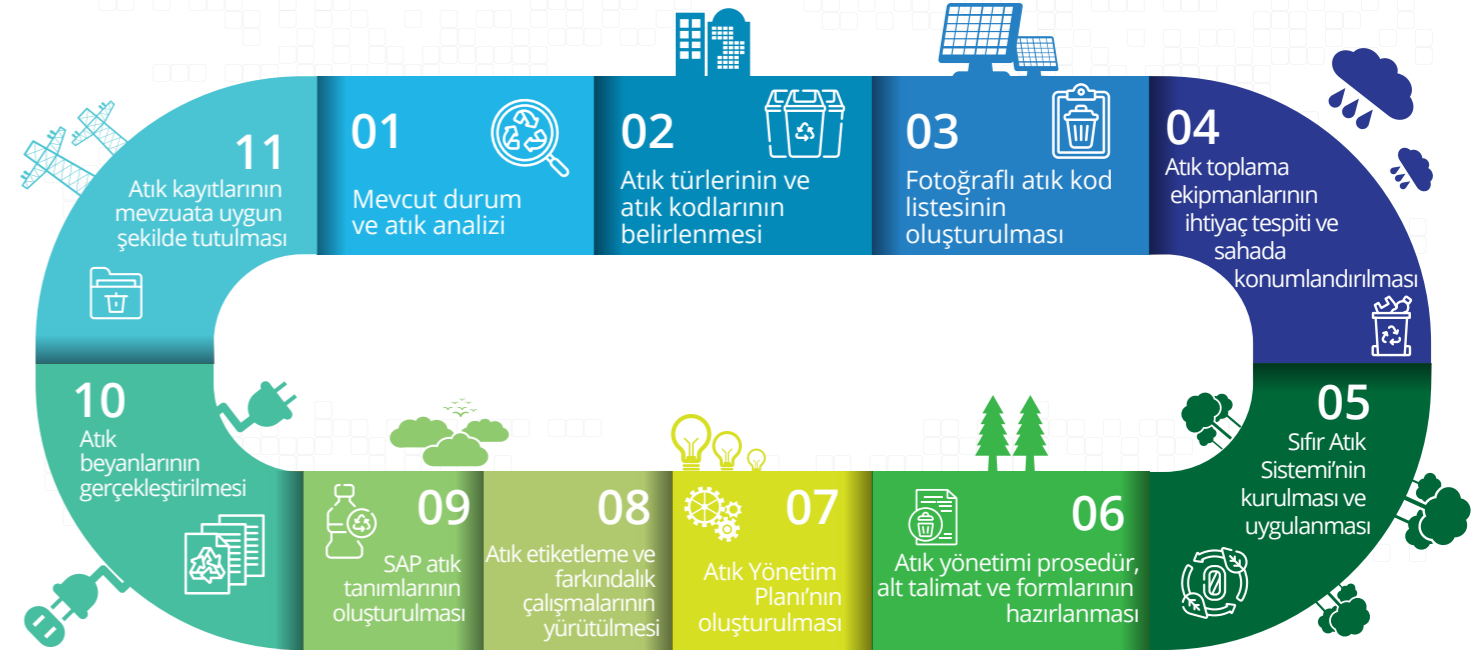 01
Mevcut durum
ve atık analizi
02
Atık türlerinin ve
atık kodlarının
belirlenmesi
03
Fotoğraflı atık kod
listesinin
oluşturulması
04
Atık toplama
ekipmanlarının
ihtiyaç tespiti ve
sahada
konumlandırılması
05
Sıfır Atık
Sistemi’nin
kurulması ve
uygulanması
06
Atık yönetimi prosedür,
alt talimat ve formlarının
hazırlanması
07
Atık Yönetim
Planı’nın
oluşturulması
08
Atık etiketleme ve
farkındalık
çalışmalarının
yürütülmesi
09
SAP atık
tanımlarının
oluşturulması
10
Atık
beyanlarının
gerçekleştirilmesi
11
Atık kayıtlarının
mevzuata uygun
şekilde tutulması